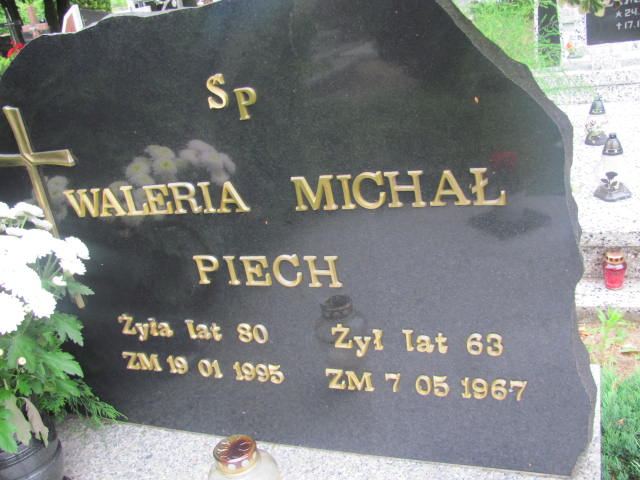 SP
WALERIA MICHAŁ
PIECH
Żyła lat 80 Żył lat 63
ZM 19 01 1995 ZM 7 05 1967